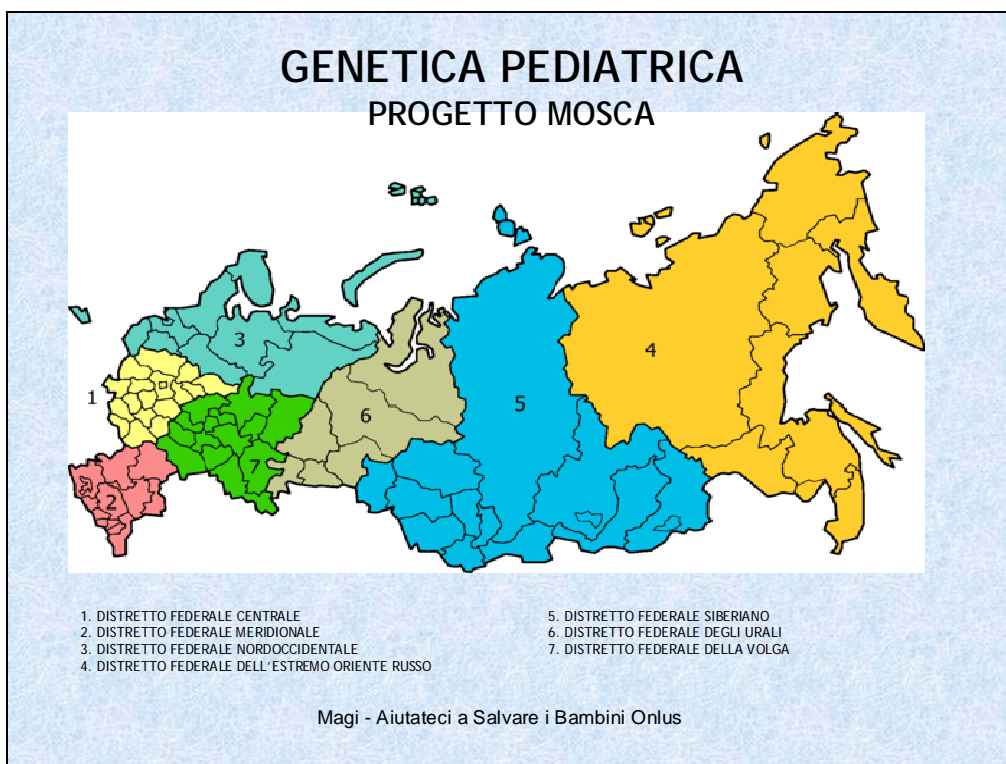 GENETICA PEDIATRICA
PROGETTO MOSCA
3
4
1
5
6
7
2
1. DISTRETTO FEDERALE CENTRALE
2. DISTRETTO FEDERALE MERIDIONALE
3. DISTRETTO FEDERALE NORDOCCIDENTALE
4. DISTRETTO FEDERALE DELL'ESTREMO ORIENTE RUSSO
5. DISTRETTO FEDERALE SIBERIANO
6. DISTRETTO FEDERALE DEGLI URALI
7. DISTRETTO FEDERALE DELLA VOLGA
Magi - Aiutateci a Salvare i Bambini Onlus